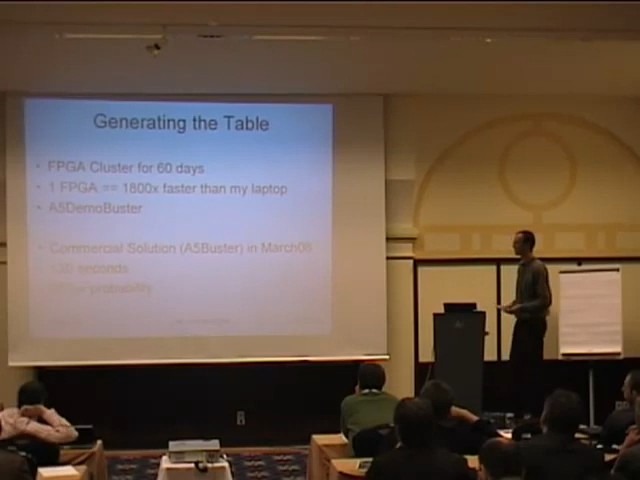 Generating the Table
• FPGA Cluster for 60 days
• 1 FPGA == 1800x faster than my laptop
• A5DemoBuster
• Commercial Solution (A5Buster) in March08
seconds
probability